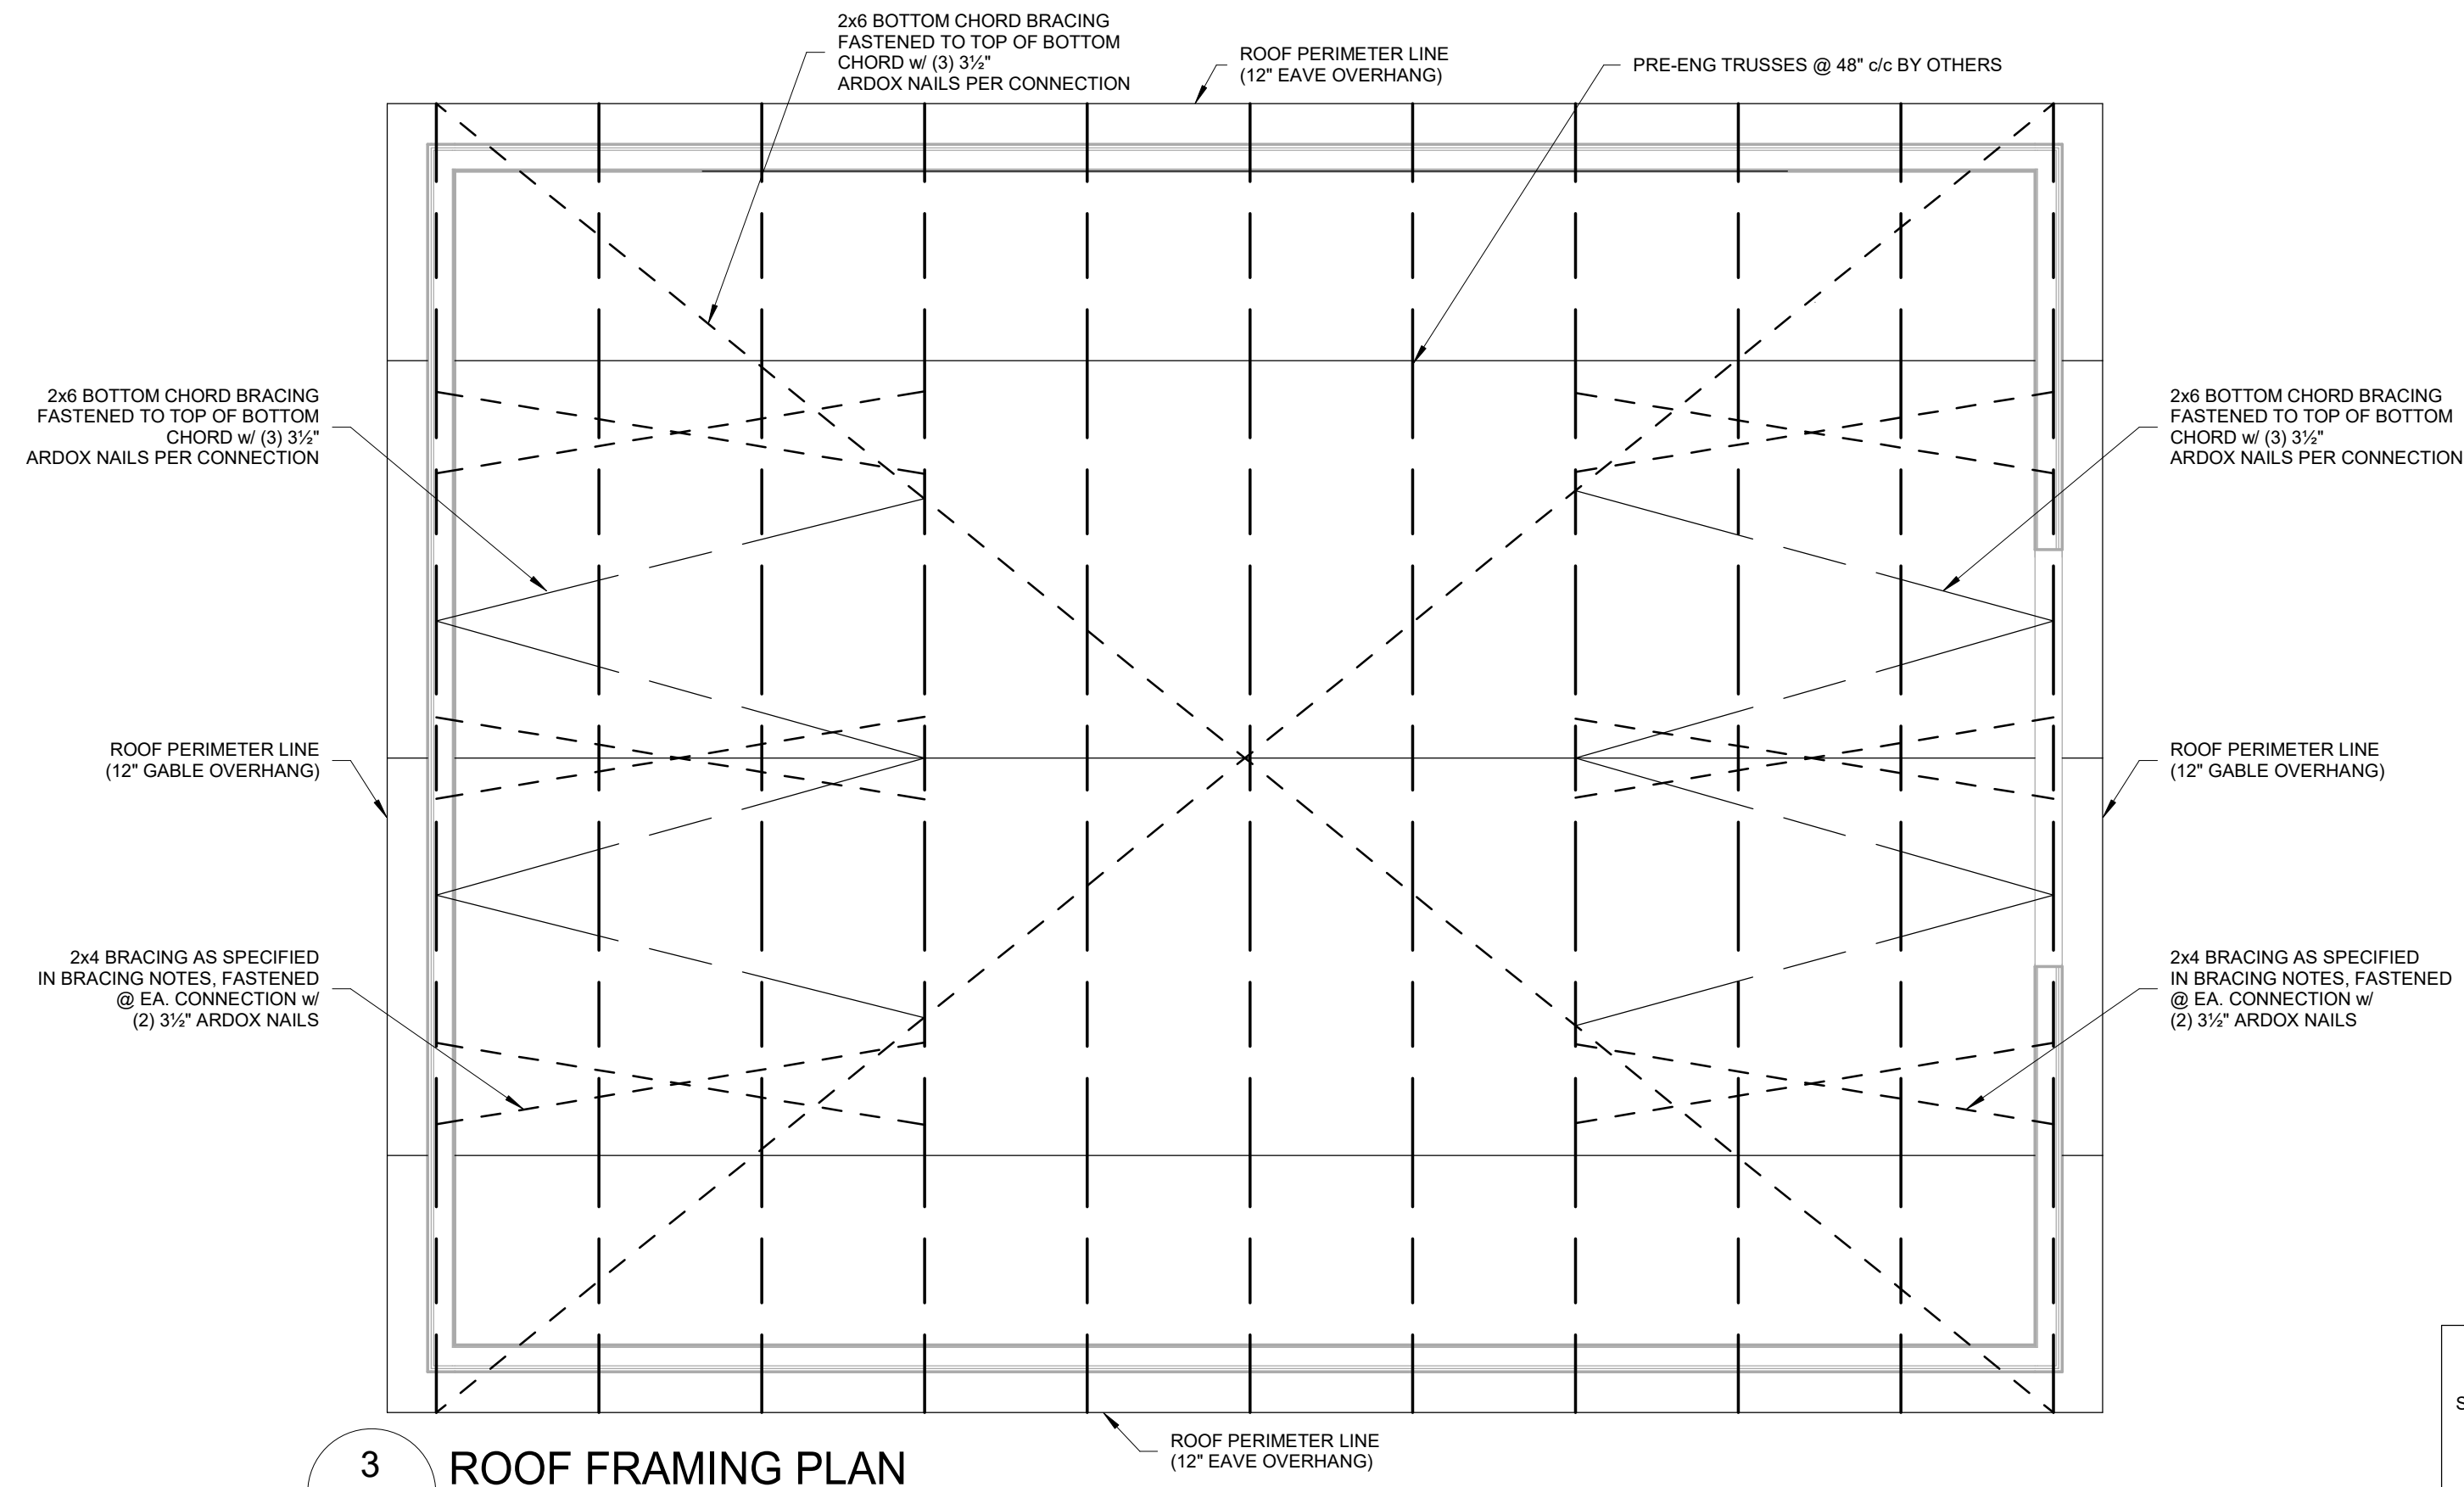 2x6 BOTTOM CHORD BRACING
FASTENED TO TOP OF BOTTOM
CHORD w/ (3) 3½"
ARDOX NAILS PER CONNECTION
ROOF PERIMETER LINE
(12" EAVE OVERHANG)
PRE-ENG TRUSSES @ 48" c/c BY OTHERS
2x6 BOTTOM CHORD BRACING
FASTENED TO TOP OF BOTTOM
CHORD w/ (3) 3½"
ARDOX NAILS PER CONNECTION
2x6 BOTTOM CHORD BRACING
FASTENED TO TOP OF BOTTOM
CHORD w/ (3) 3½"
ARDOX NAILS PER CONNECTION
ROOF PERIMETER LINE
(12" GABLE OVERHANG)
ROOF PERIMETER LINE
(12" GABLE OVERHANG)
2x4 BRACING AS SPECIFIED
IN BRACING NOTES, FASTENED
@ EA. CONNECTION w/
(2) 3½" ARDOX NAILS
2x4 BRACING AS SPECIFIED
IN BRACING NOTES, FASTENED
@ EA. CONNECTION w/
(2) 3½" ARDOX NAILS
ROOF PERIMETER LINE
(12" EAVE OVERHANG)
3
ROOF FRAMING PLAN